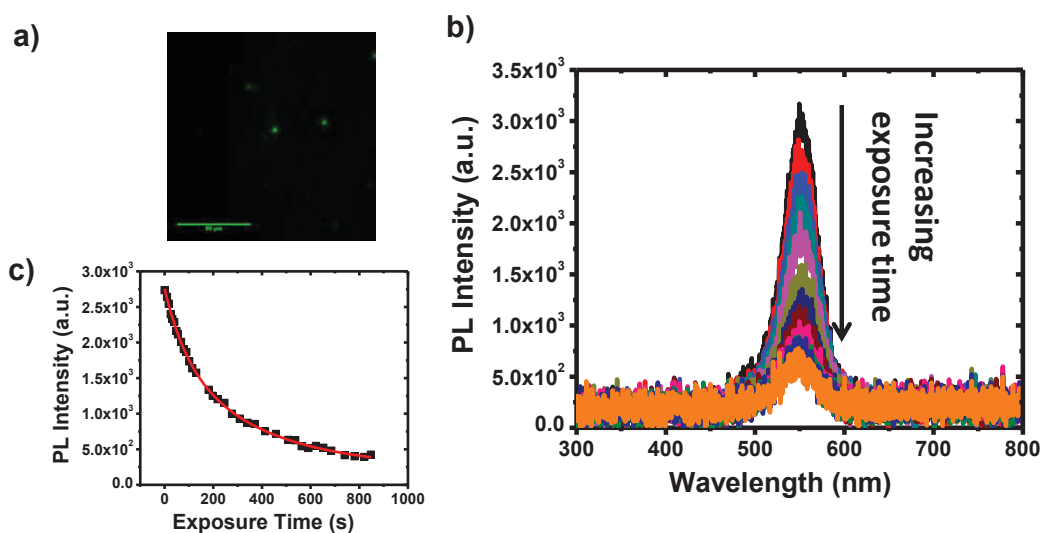 a)
50 µm
b)
PL Intensity (a.u.)
3.5x10³
3.0x10³
2.5x10³
2.0x10³
1.5x10³
1.0x10³
5.0x10²
0.0
300 400 500 600 700 800
Wavelength (nm)
Increasing
exposure time
c)
PL Intensity (a.u.)
3.0x10³
2.5x10³
2.0x10³
1.5x10³
1.0x10³
5.0x10²
0.0
0 200 400 600 800 1000
Exposure Time (s)